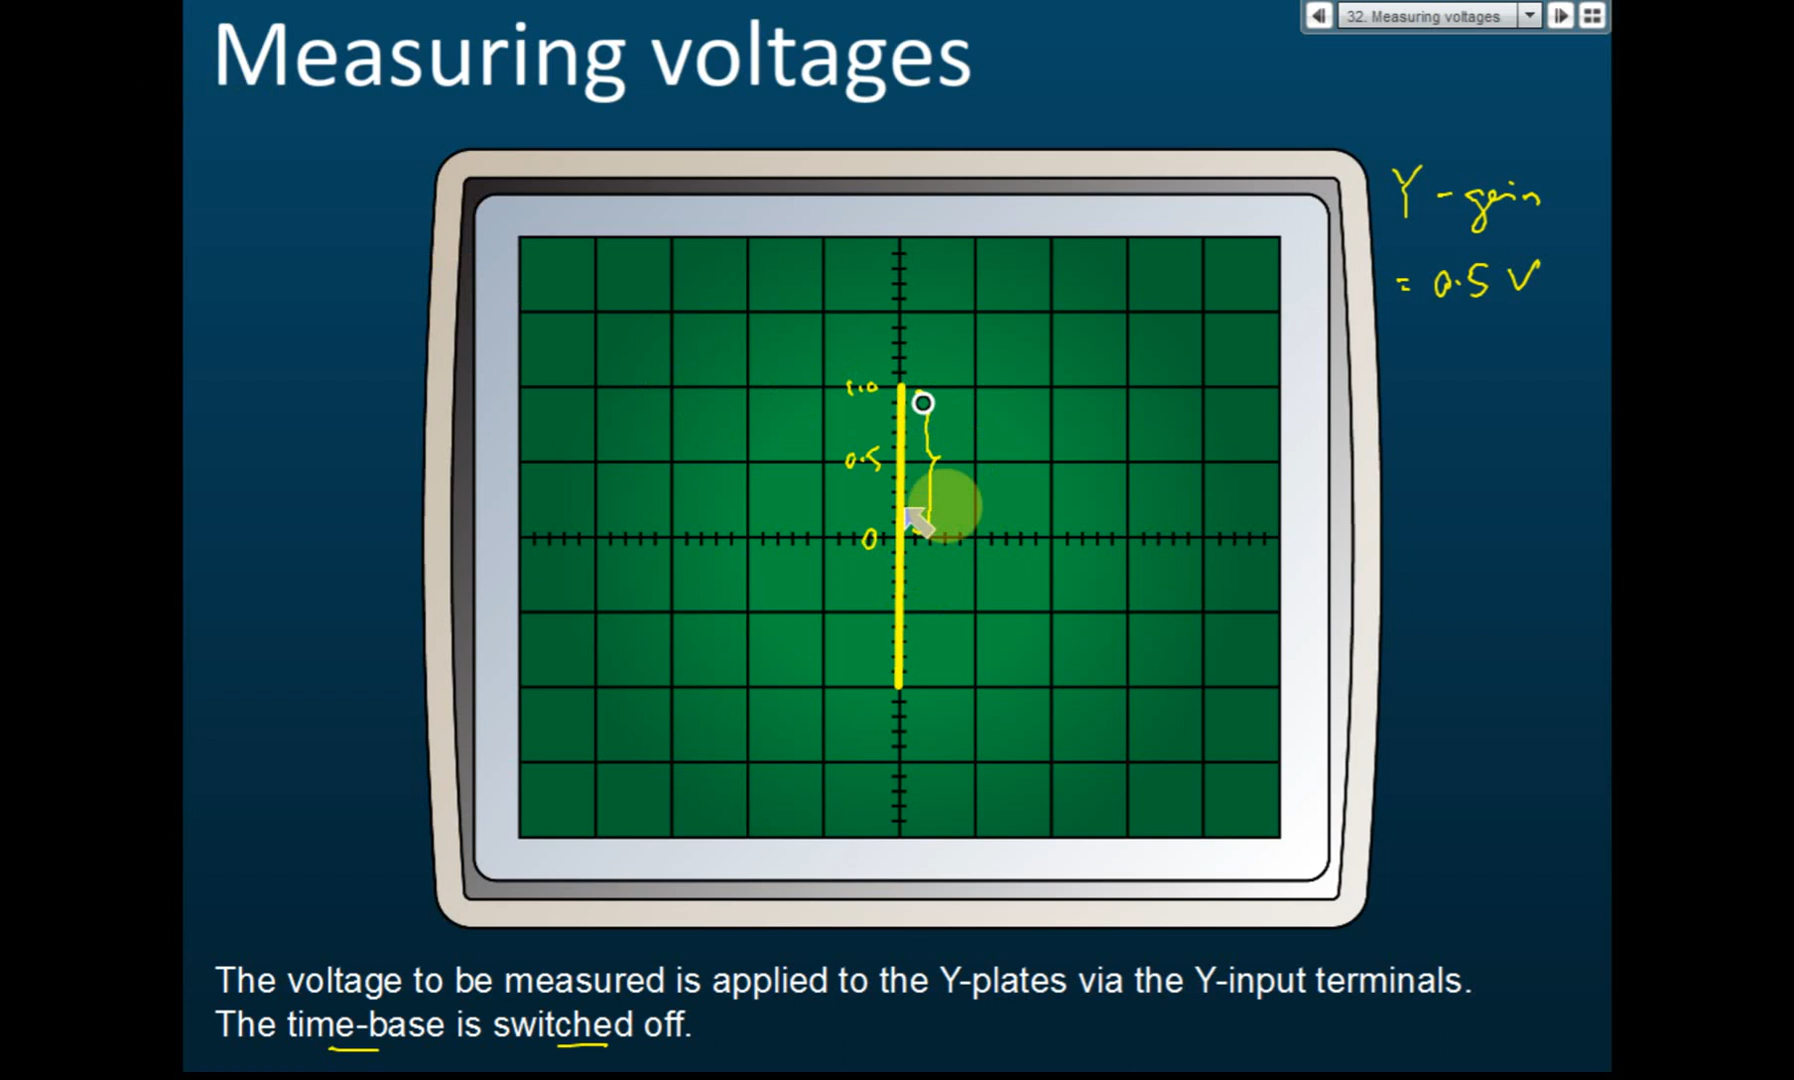 Measuring voltages
32. Measuring voltages
Y-gain
= 0.5 V
1.0
0.5
0
The voltage to be measured is applied to the Y-plates via the Y-input terminals.
The time-base is switched off.